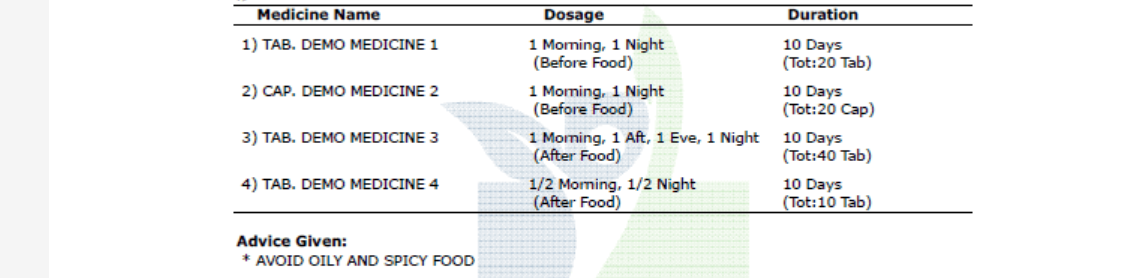 Medicine Name Dosage Duration
1) TAB. DEMO MEDICINE 1 1 Morning, 1 Night 10 Days
(Before Food) (Tot:20 Tab)
2) CAP. DEMO MEDICINE 2 1 Morning, 1 Night 10 Days
(Before Food) (Tot:20 Cap)
3) TAB. DEMO MEDICINE 3 1 Morning, 1 Aft, 1 Eve, 1 Night 10 Days
(After Food) (Tot:40 Tab)
4) TAB. DEMO MEDICINE 4 1/2 Morning, 1/2 Night 10 Days
(After Food) (Tot:10 Tab)
Advice Given:
* AVOID OILY AND SPICY FOOD